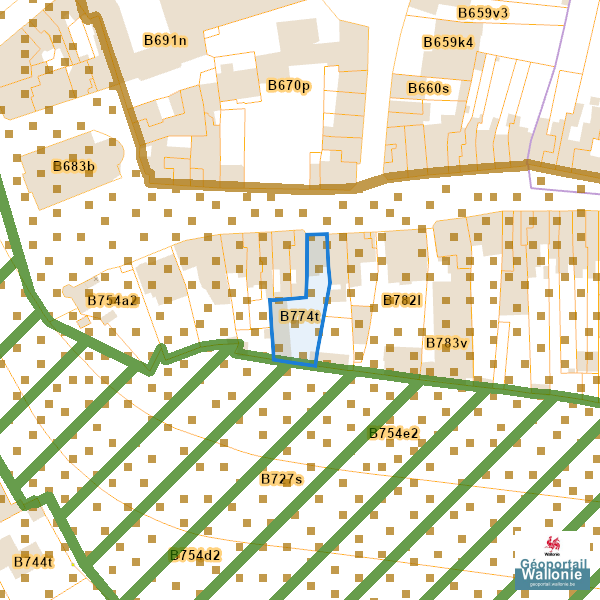 B659v3
B691n
B659k4
B670p
B660s
B683b
B754a2
B782l
B774t
B783v
B754e2
B727s
B754d2
B744t
Wallonie
Géoportail
Wallonie
geoportail.wallonie.be